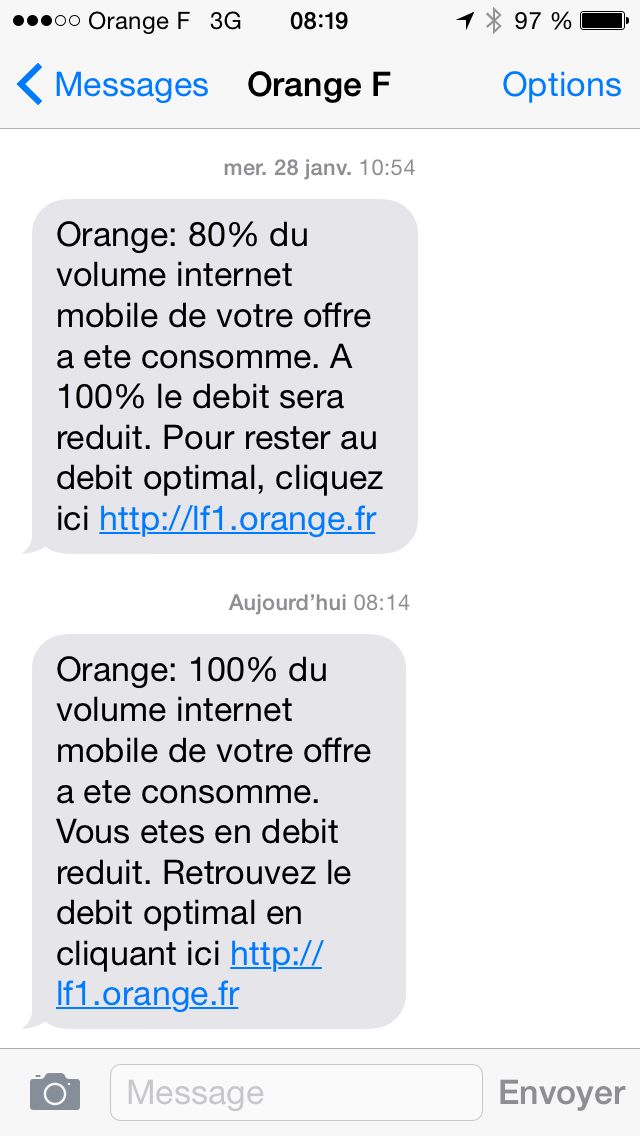 Orange F 3G 08:19 97 %
Messages Orange F Options
mer. 28 janv. 10:54
Orange: 80% du
volume internet
mobile de votre offre
a ete consomme. A
100% le debit sera
reduit. Pour rester au
debit optimal, cliquez
ici http://lf1.orange.fr
Aujourd’hui 08:14
Orange: 100% du
volume internet
mobile de votre offre
a ete consomme.
Vous etes en debit
reduit. Retrouvez le
debit optimal en
cliquant ici http://
lf1.orange.fr
Message Envoyer